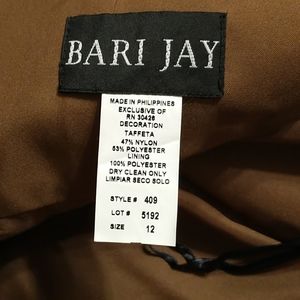 BARI JAY
MADE IN PHILIPPINES
EXCLUSIVE OF
RN 30426
DECORATION
TAFFETA
47% NYLON
53% POLYESTER
LINING
100% POLYESTER
DRY CLEAN ONLY
LIMPIAR SECO SOLO
STYLE # 409
LOT # 5192
SIZE 12